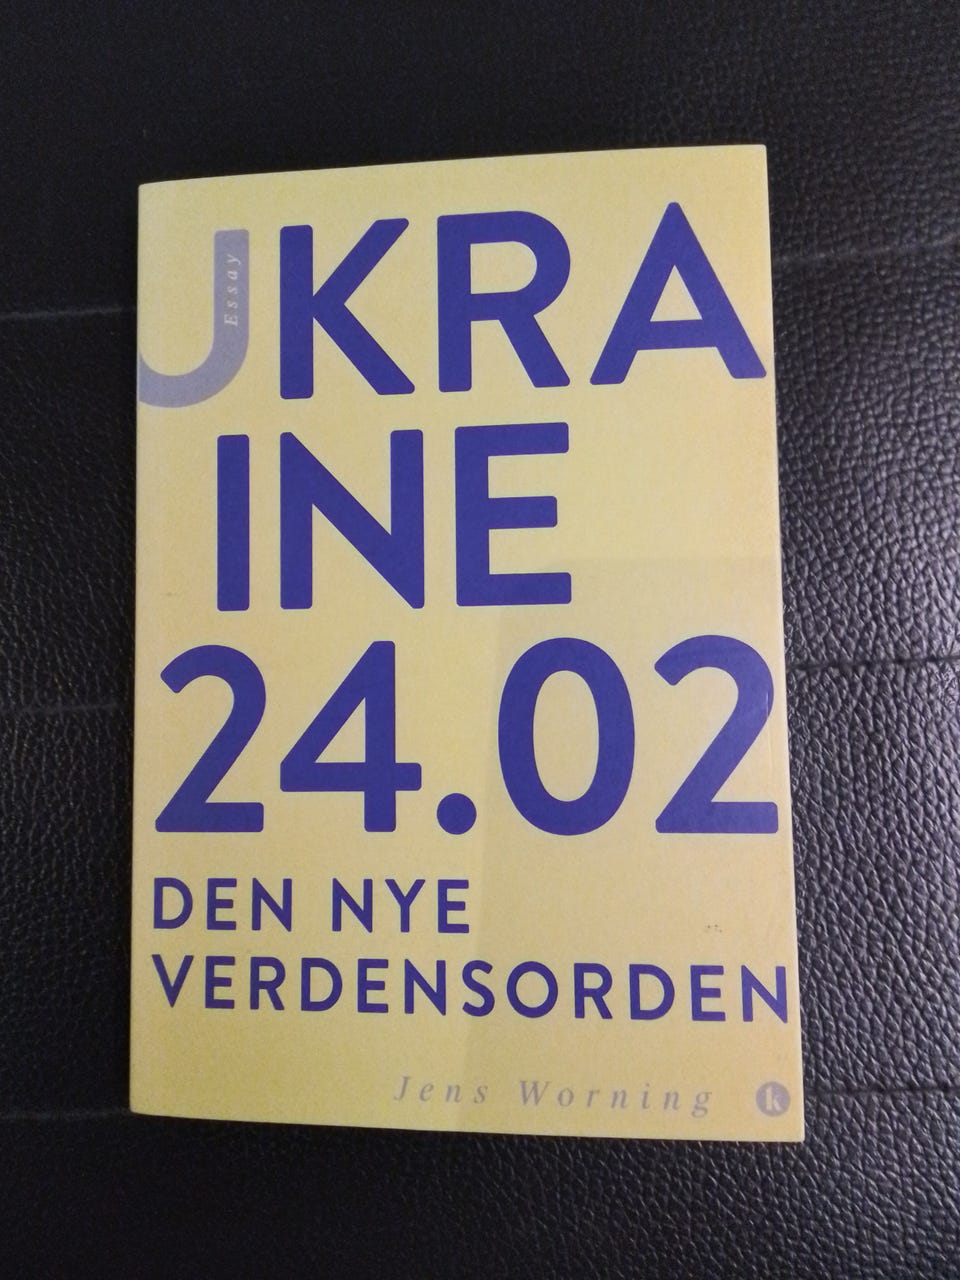 UKRA
Essay
INE
24.02
DEN NYE
VERDENSORDEN
Jens Worning
k